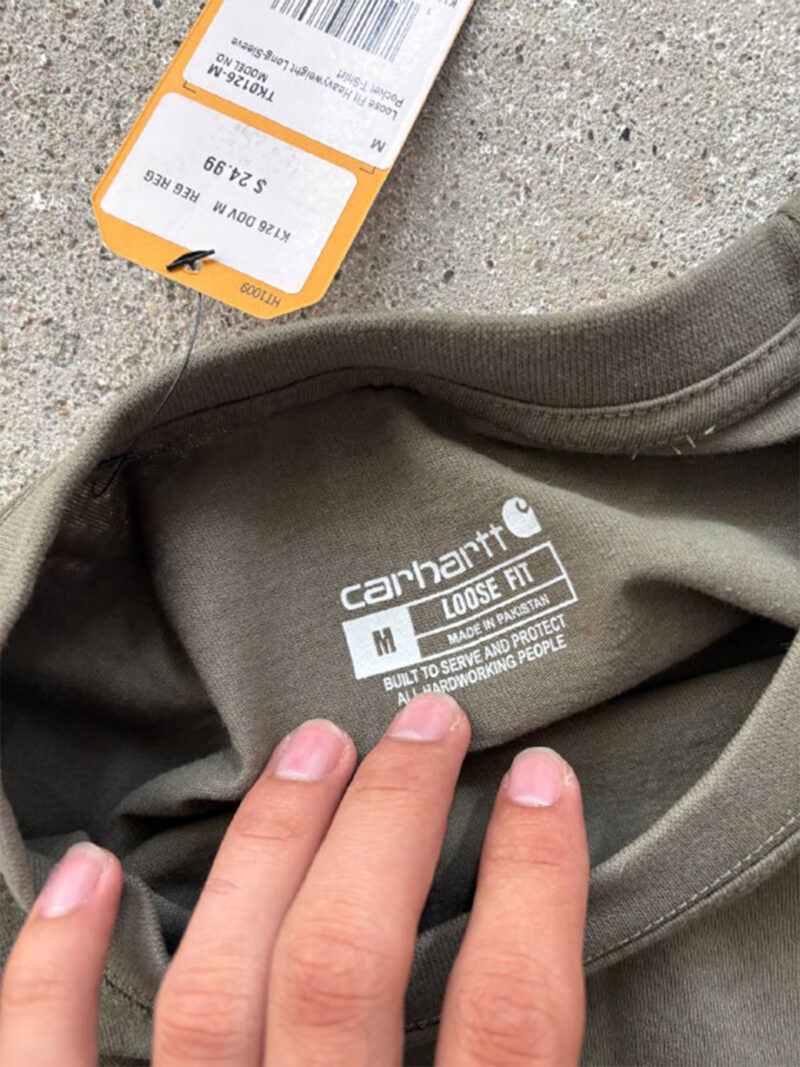 Loose Fit Heavyweight Long-Sleeve
Pocket T-Shirt
M
TK0126-M
MODEL NO.
$ 24.99
K126 DOV M REG REG
HT1009
carhartt
M
LOOSE FIT
MADE IN PAKISTAN
BUILT TO SERVE AND PROTECT
ALL HARDWORKING PEOPLE